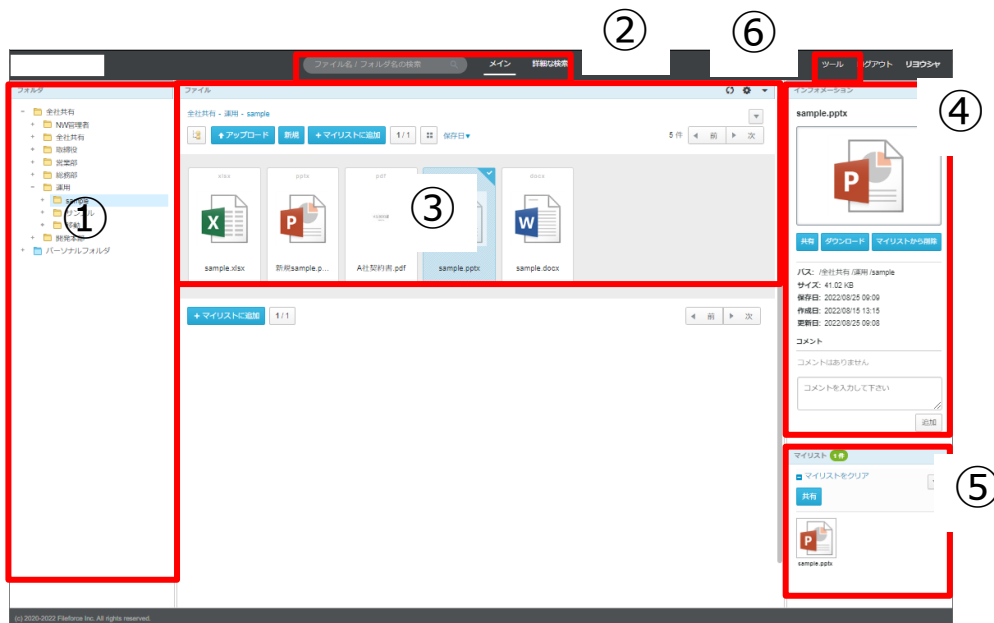 ②
⑥
ファイル名 / フォルダ名の検索
メイン
詳細な検索
ツール
グアウト
リヨウシャ
フォルダ
− 全社共有
+ NW管理者
+ 全社共有
+ 取締役
+ 営業部
+ 総務部
− 運用
+ sample
+
+ 移動
+ 開発本部
+ パーソナルフォルダ
①
ファイル
全社共有 - 運用 - sample
アップロード
新規
+マイリストに追加
1 / 1
保存日▼
5 件
前
次
xlsx
pptx
pdf
docx
③
sample.xlsx
新規sample.p...
A社契約書.pdf
sample.pptx
sample.docx
+ マイリストに追加
1 / 1
前
次
インフォメーション
④
sample.pptx
共有
ダウンロード
マイリストから削除
パス: /全社共有 /運用 /sample
サイズ: 41.02 KB
保存日: 2022/08/25 09:09
作成日: 2022/08/15 13:15
更新日: 2022/08/25 09:08
コメント
コメントはありません
コメントを入力して下さい
追加
マイリスト 1 件
マイリストをクリア
⑤
共有
sample.pptx
(c) 2020-2022 Fileforce Inc. All rights reserved.